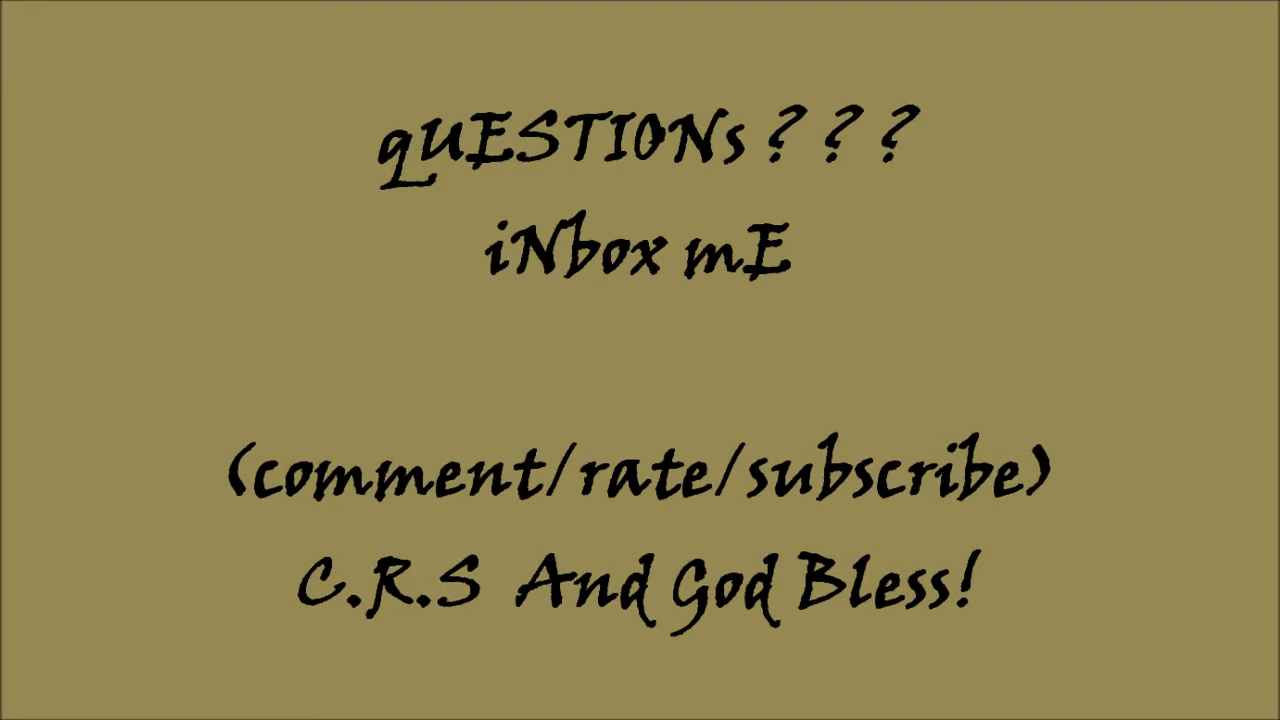 qUESTIONs ? ? ?
iNbox mE
(comment/rate/subscribe)
C.R.S And God Bless!